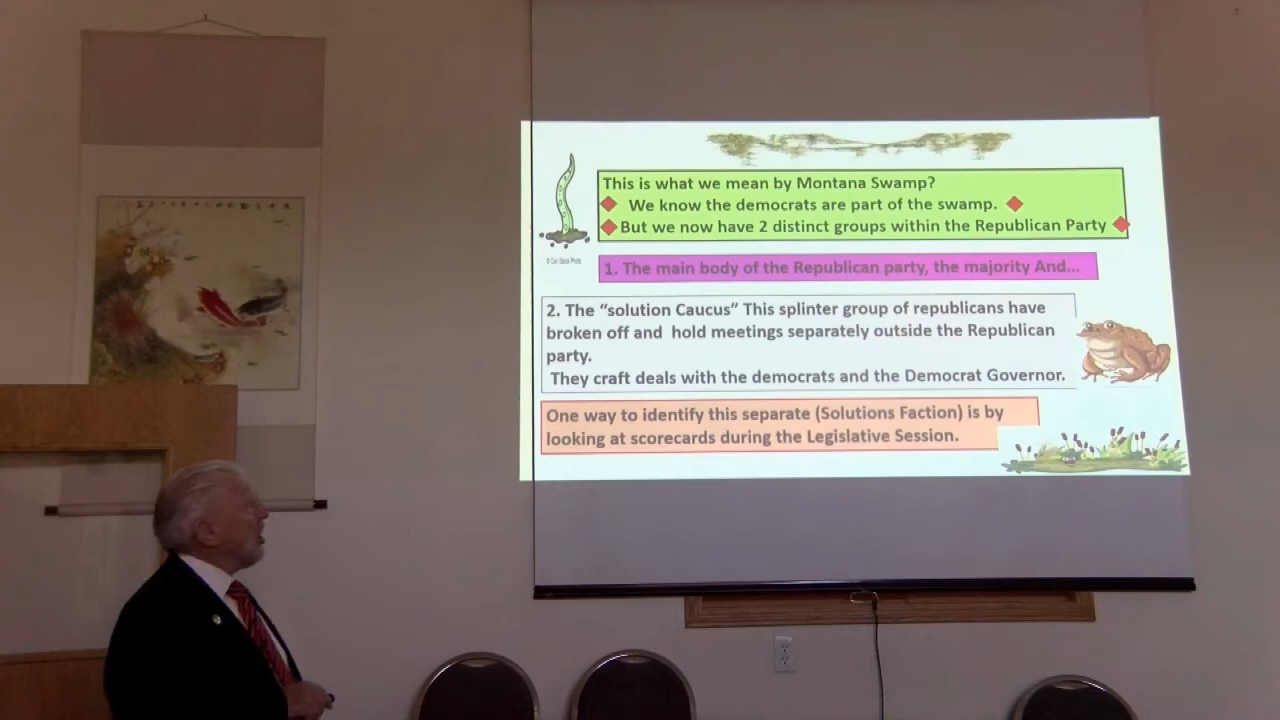 This is what we mean by Montana Swamp?
We know the democrats are part of the swamp.
But we now have 2 distinct groups within the Republican Party
1. The main body of the Republican party, the majority And...
2. The “solution Caucus” This splinter group of republicans have
broken off and hold meetings separately outside the Republican
party.
They craft deals with the democrats and the Democrat Governor.
One way to identify this separate (Solutions Faction) is by
looking at scorecards during the Legislative Session.